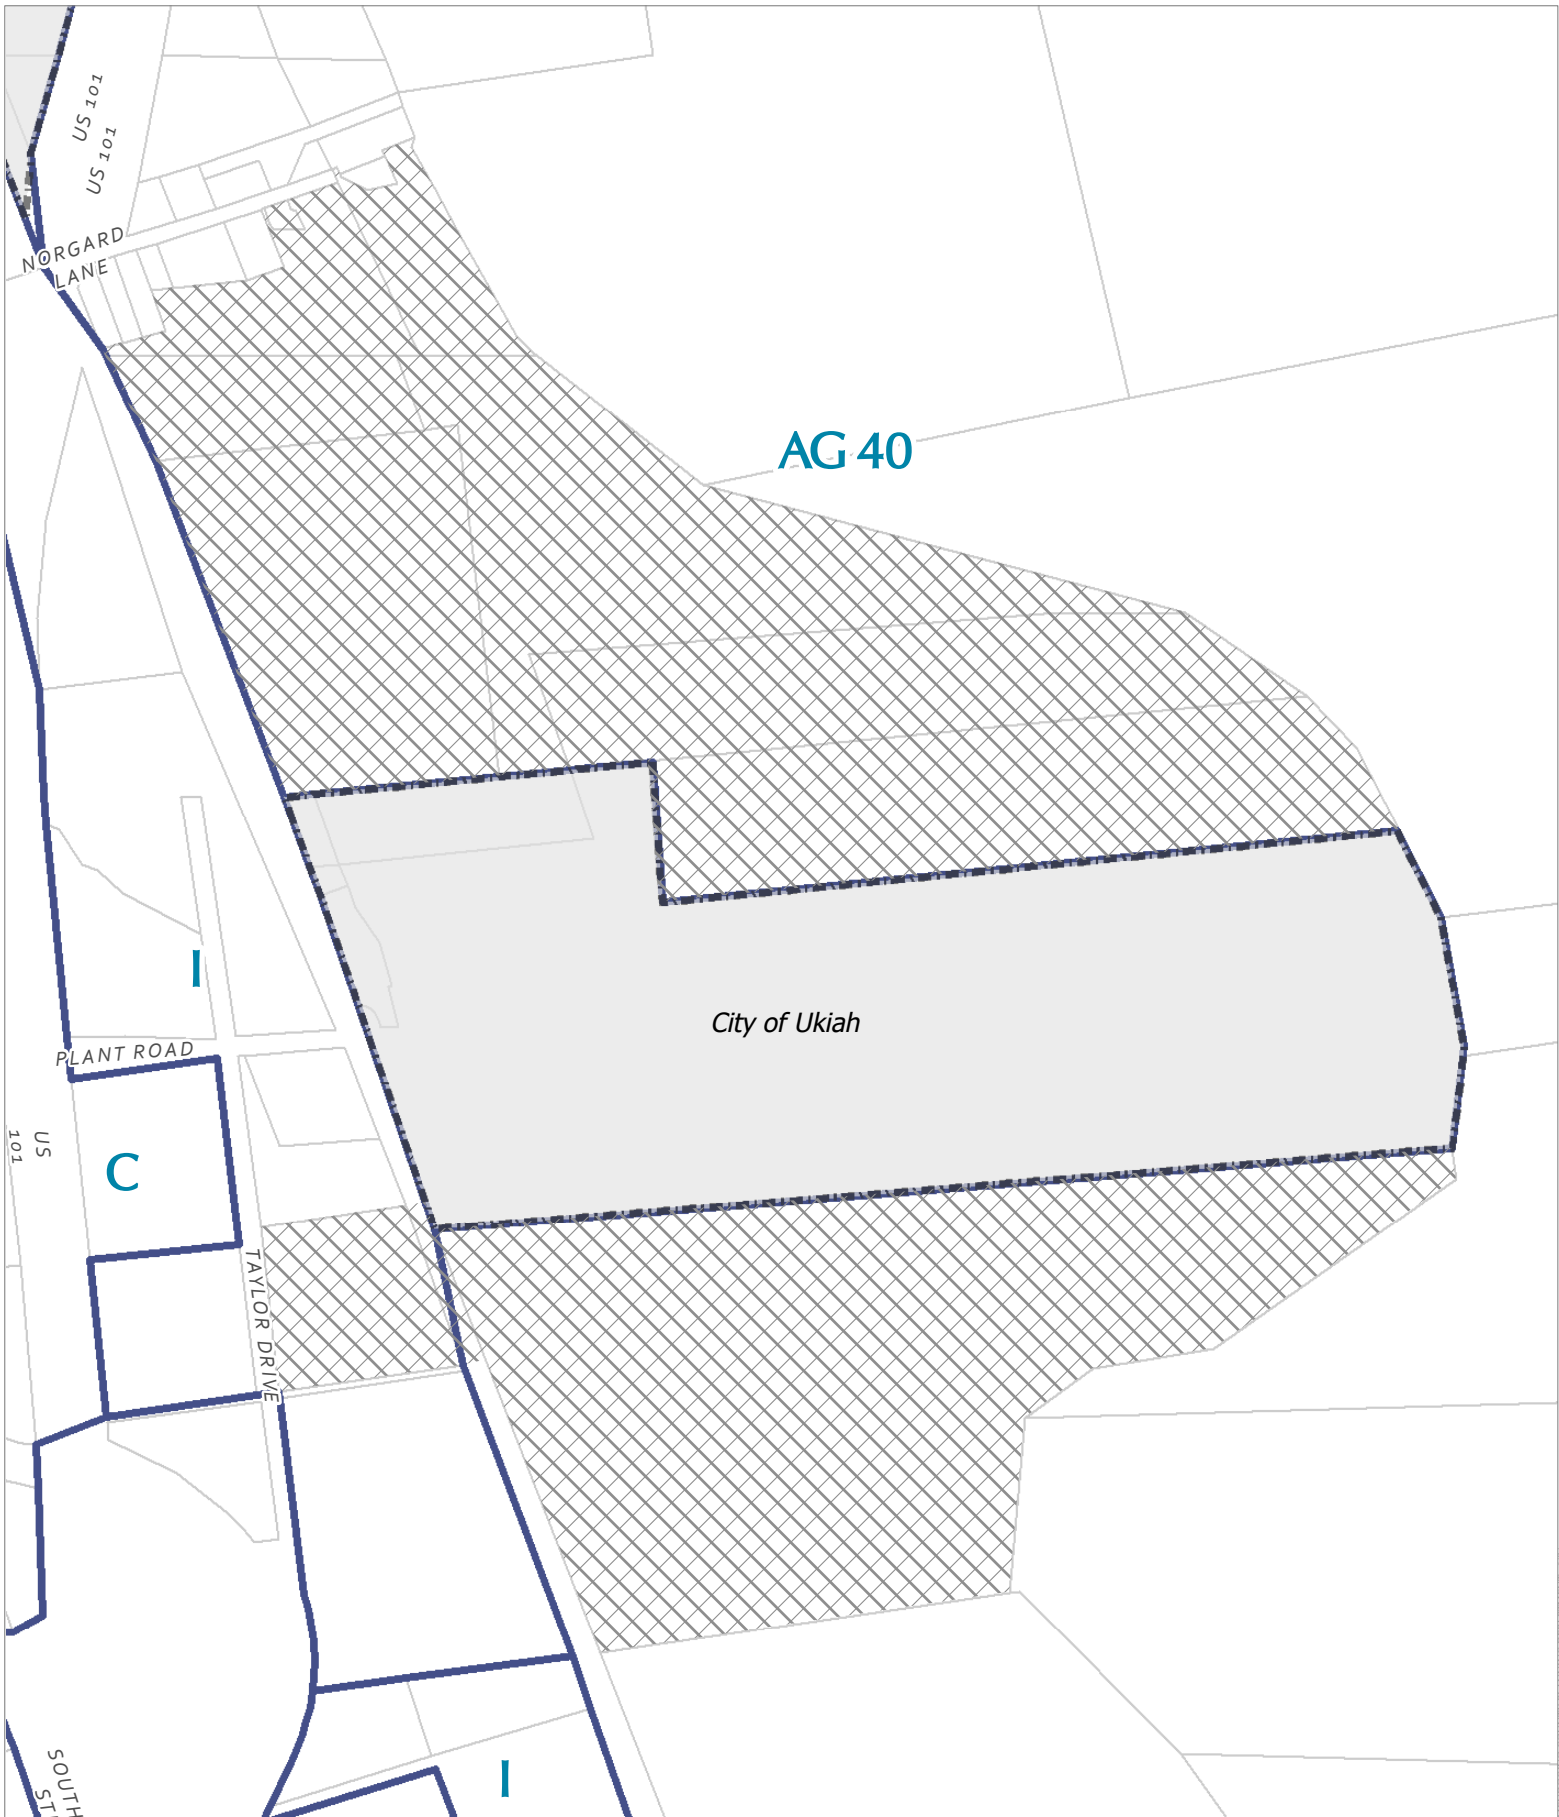 US 101
US 101
NORGARD
LANE
AG 40
I
City of Ukiah
PLANT ROAD
US
101
C
TAYLOR DRIVE
I
SOUTH